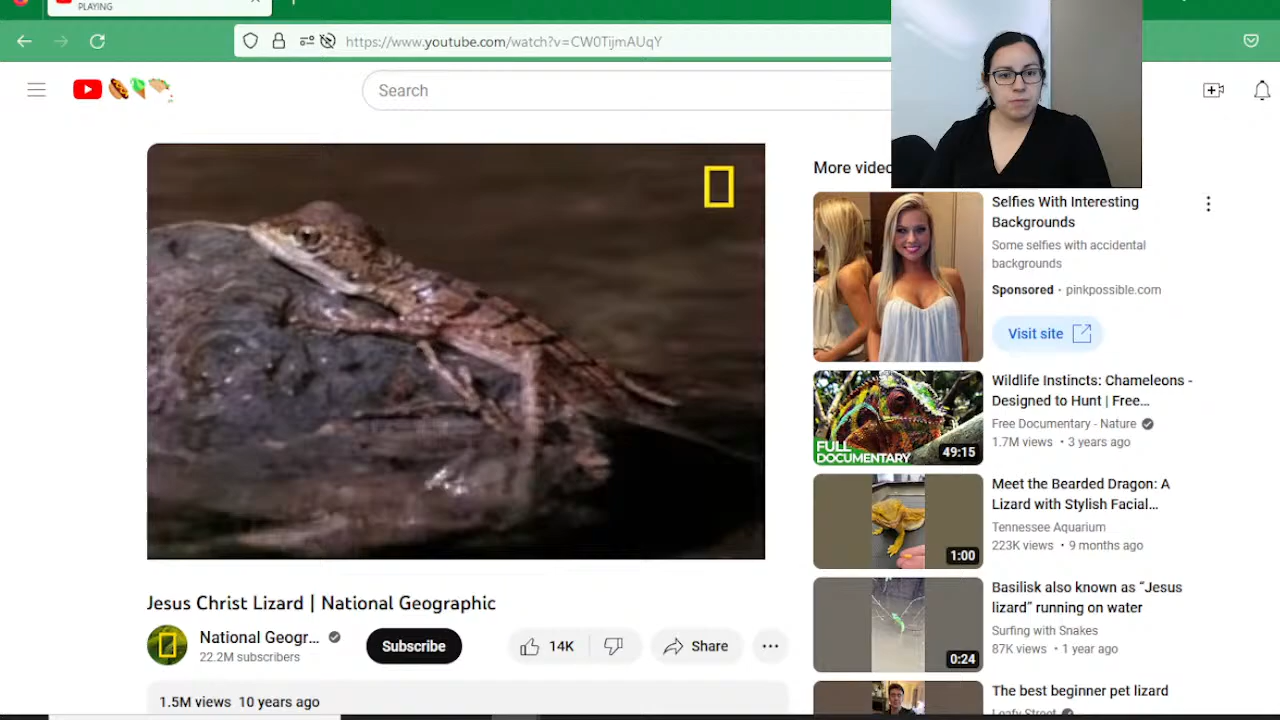 PLAYING
https://www.youtube.com/watch?v=CW0TijmAUqY
Search
Jesus Christ Lizard | National Geographic
National Geogr...
22.2M subscribers
Subscribe
14K
Share
1.5M views 10 years ago
More video
Selfies With Interesting
Backgrounds
Some selfies with accidental
backgrounds
Sponsored · pinkpossible.com
Visit site
FULL
DOCUMENTARY
49:15
Wildlife Instincts: Chameleons -
Designed to Hunt | Free...
Free Documentary - Nature
1.7M views · 3 years ago
1:00
Meet the Bearded Dragon: A
Lizard with Stylish Facial...
Tennessee Aquarium
223K views · 9 months ago
0:24
Basilisk also known as “Jesus
lizard” running on water
Surfing with Snakes
87K views · 1 year ago
The best beginner pet lizard